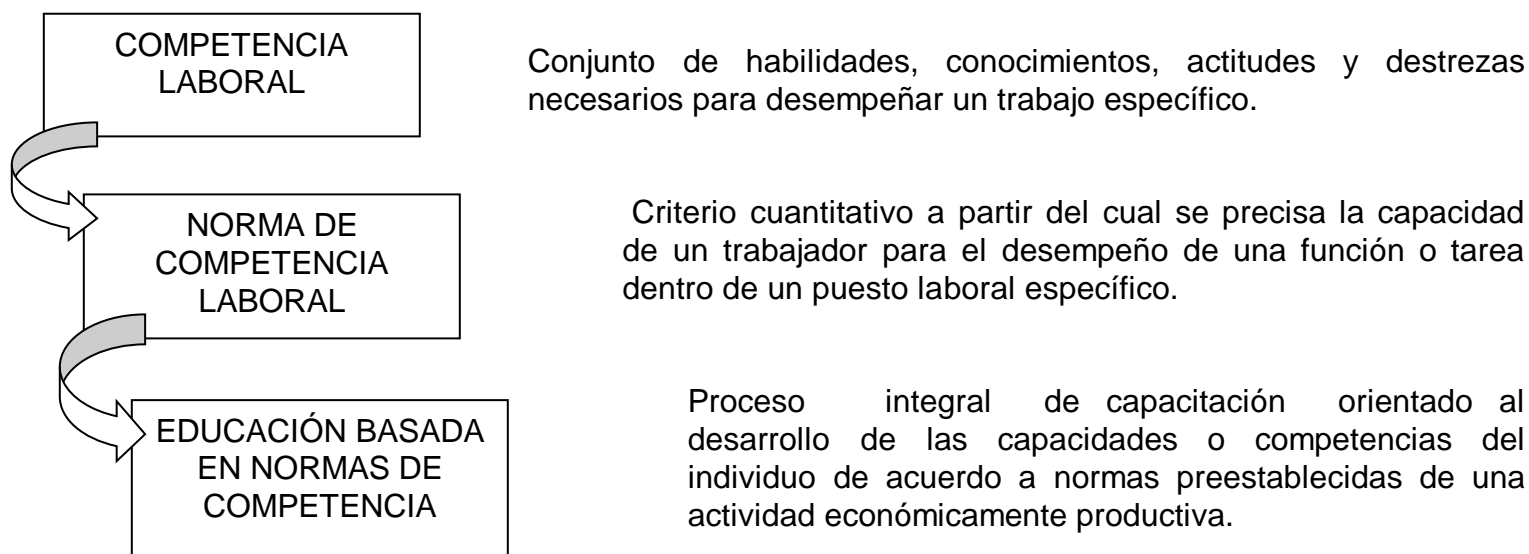 COMPETENCIA
LABORAL
Conjunto de habilidades, conocimientos, actitudes y destrezas
necesarios para desempeñar un trabajo específico.
NORMA DE
COMPETENCIA
LABORAL
Criterio cuantitativo a partir del cual se precisa la capacidad
de un trabajador para el desempeño de una función o tarea
dentro de un puesto laboral específico.
EDUCACIÓN BASADA
EN NORMAS DE
COMPETENCIA
Proceso integral de capacitación orientado al
desarrollo de las capacidades o competencias del
individuo de acuerdo a normas preestablecidas de una
actividad económicamente productiva.